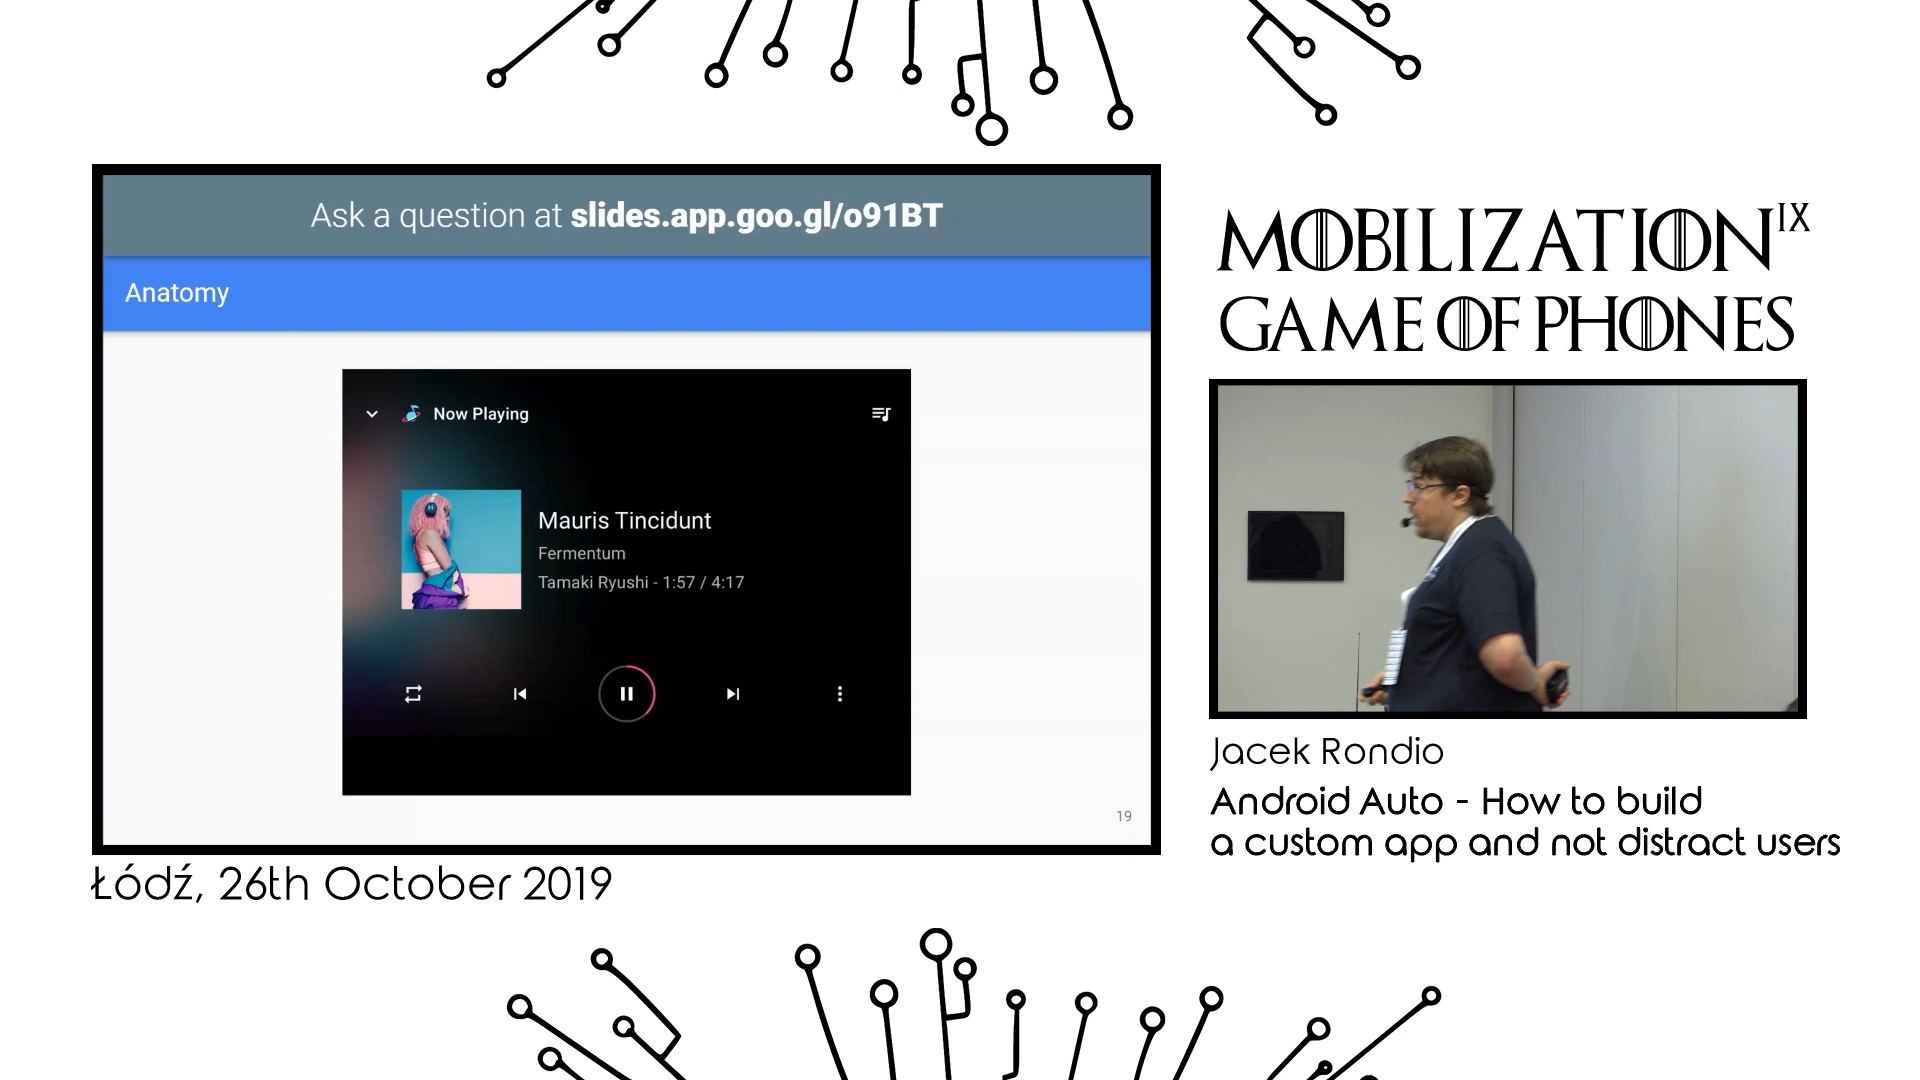 Ask a question at slides.app.goo.gl/o91BT
Anatomy
Now Playing
Mauris Tincidunt
Fermentum
Tamaki Ryushi - 1:57 / 4:17
19
Łódź, 26th October 2019
MOBILIZATION IX
GAME OF PHONES
Jacek Rondio
Android Auto - How to build
a custom app and not distract users